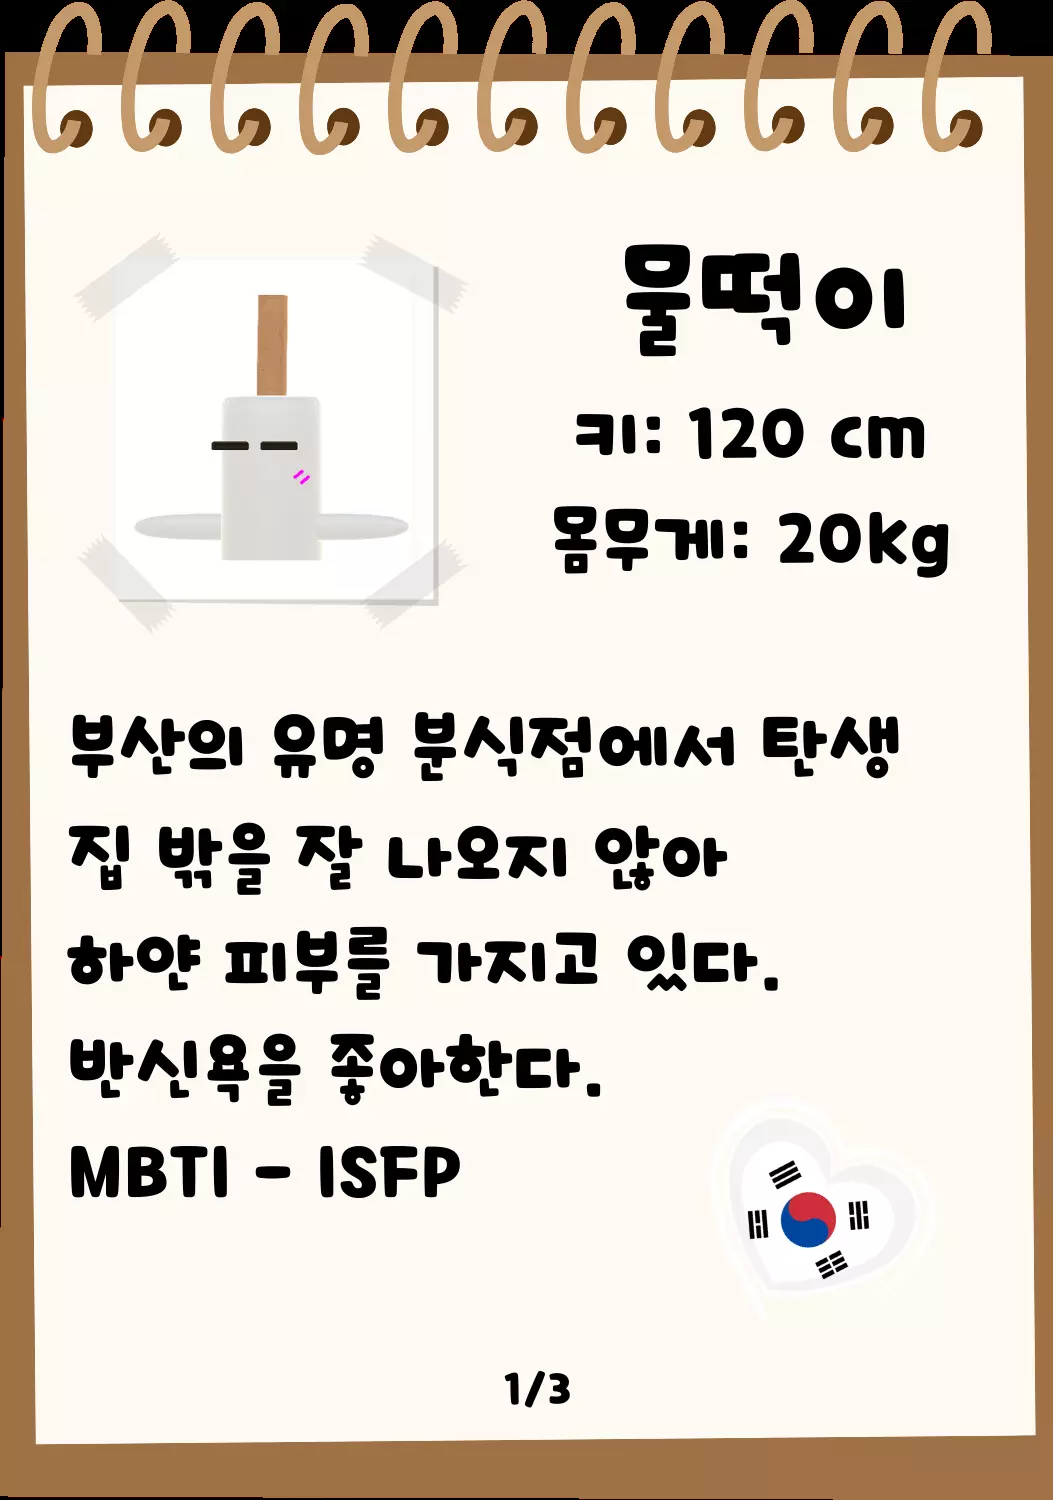 물떡이
키: 120 cm
몸무게: 20kg
부산의 유명 분식점에서 탄생
집 밖을 잘 나오지 않아
하얀 피부를 가지고 있다.
반신욕을 좋아한다.
MBTI - ISFP
1/3